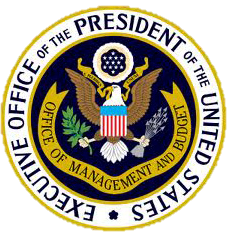 EXECUTIVE OFFICE OF THE PRESIDENT OF THE UNITED STATES
OFFICE OF MANAGEMENT AND BUDGET